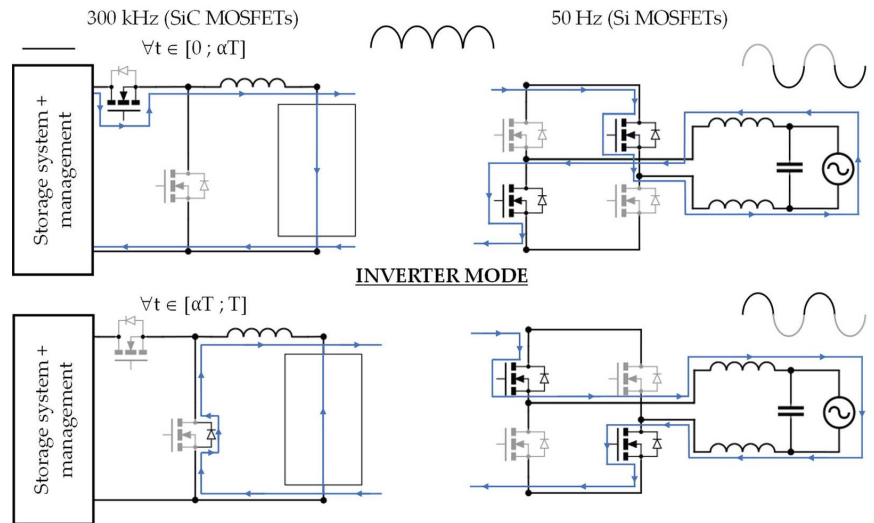 300 kHz (SiC MOSFETs)
50 Hz (Si MOSFETs)
∀t ∈ [0 ; αT]
Storage system +
management
INVERTER MODE
∀t ∈ [αT ; T]
Storage system +
management